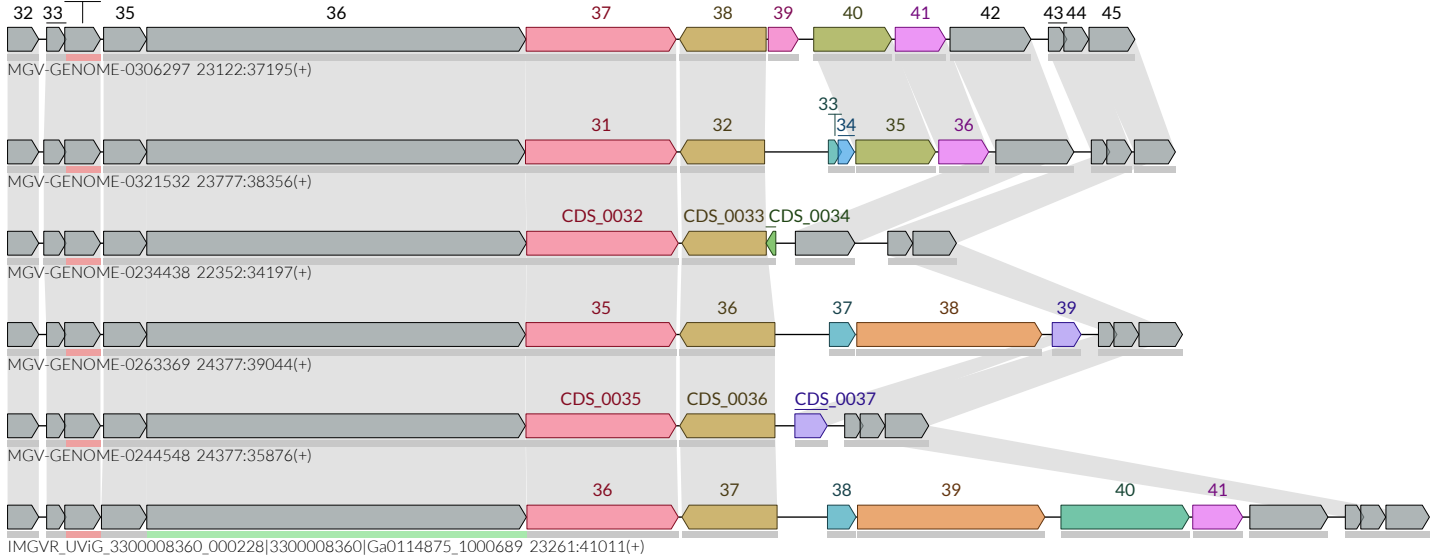 32 33 35 36 37 38 39 40 41 42 43 44 45
MGV-GENOME-0306297 23122:37195(+)
33
31 32 34 35 36
MGV-GENOME-0321532 23777:38356(+)
CDS_0032 CDS_0033 CDS_0034
MGV-GENOME-0234438 22352:34197(+)
35 36 37 38 39
MGV-GENOME-0263369 24377:39044(+)
CDS_0035 CDS_0036 CDS_0037
MGV-GENOME-0244548 24377:35876(+)
36 37 38 39 40 41
IMGVR_UViG_3300008360_000228|3300008360|Ga0114875_1000689 23261:41011(+)